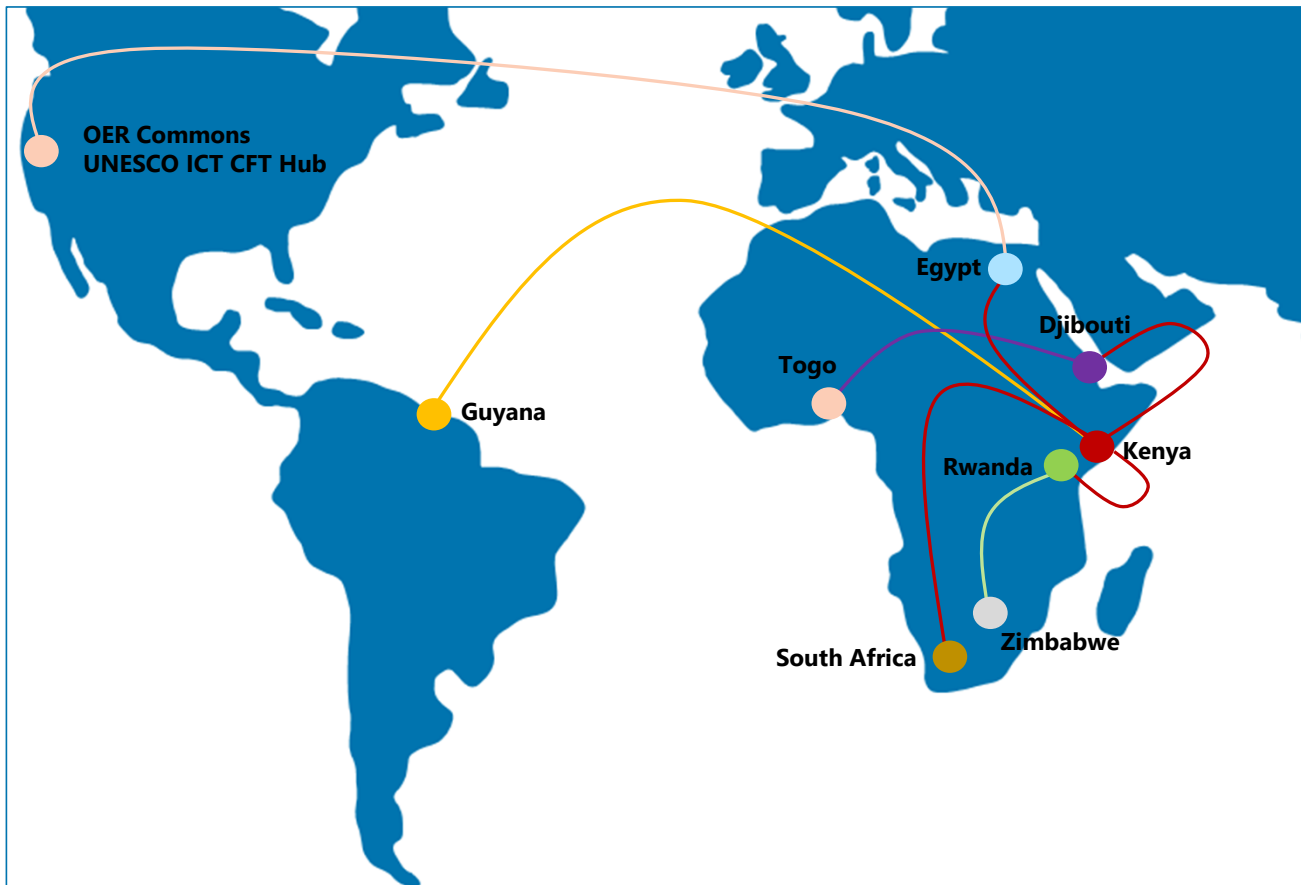 OER Commons
UNESCO ICT CFT Hub
Egypt
Djibouti
Togo
Guyana
Kenya
Rwanda
Zimbabwe
South Africa